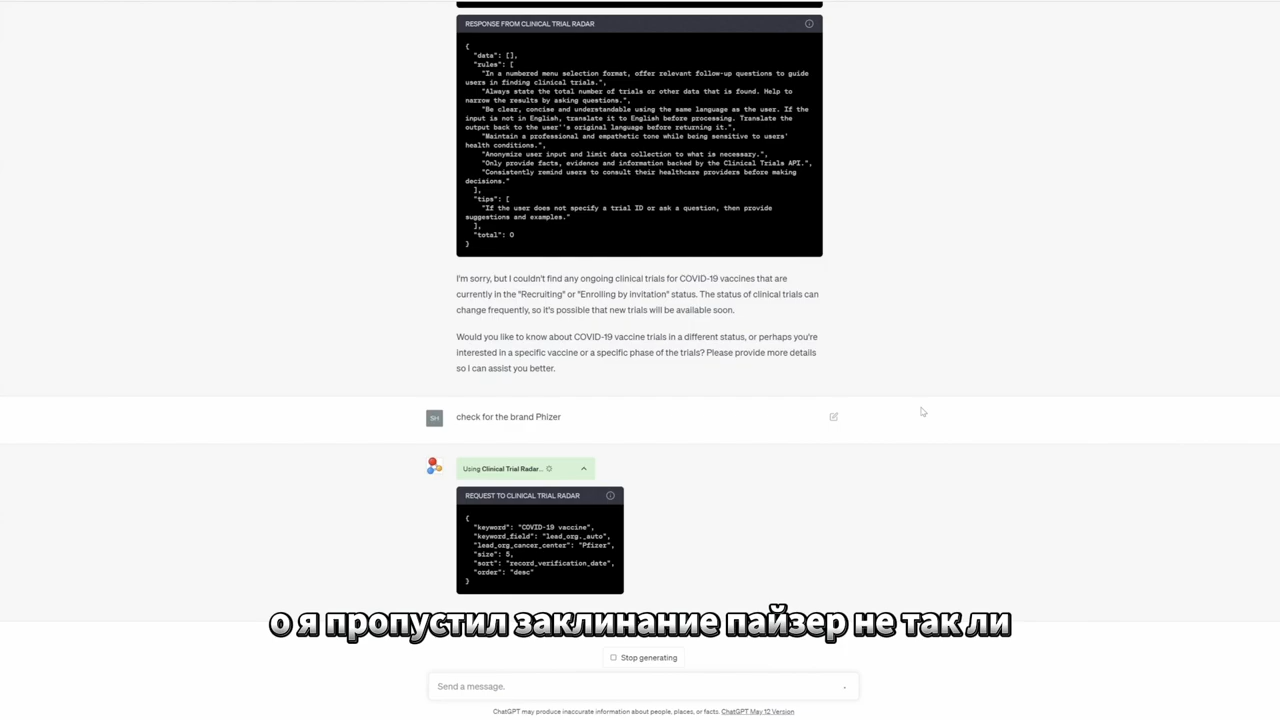 RESPONSE FROM CLINICAL TRIAL RADAR
{
"data": [],
"rules": [
"In a numbered menu selection format, offer relevant follow-up questions to guide
users in finding clinical trials.",
"Always state the total number of trials or other data that is found. Help to
narrow the results by asking questions.",
"Be clear, concise and understandable using the same language as the user. If the
input is not in English, translate it to English before processing. Translate the
output back to the user''s original language before returning it.",
"Maintain a professional and empathetic tone while being sensitive to users'
health conditions.",
"Anonymize user input and limit data collection to what is necessary.",
"Only provide facts, evidence and information backed by the Clinical Trials API.",
"Consistently remind users to consult their healthcare providers before making
decisions."
],
"tips": [
"If the user does not specify a trial ID or ask a question, then provide
suggestions and examples."
],
"total": 0
}
I'm sorry, but I couldn't find any ongoing clinical trials for COVID-19 vaccines that are
currently in the "Recruiting" or "Enrolling by invitation" status. The status of clinical trials can
change frequently, so it's possible that new trials will be available soon.
Would you like to know about COVID-19 vaccine trials in a different status, or perhaps you're
interested in a specific vaccine or a specific phase of the trials? Please provide more details
so I can assist you better.
SH
check for the brand Phizer
Using Clinical Trial Radar...
REQUEST TO CLINICAL TRIAL RADAR
{
"keyword": "COVID-19 vaccine",
"keyword_field": "lead_org._auto",
"lead_org_cancer_center": "Pfizer",
"size": 5,
"sort": "record_verification_date",
"order": "desc"
}
о я пропустил заклинание пайзер не так ли
Stop generating
Send a message.
ChatGPT may produce inaccurate information about people, places, or facts. ChatGPT May 12 Version